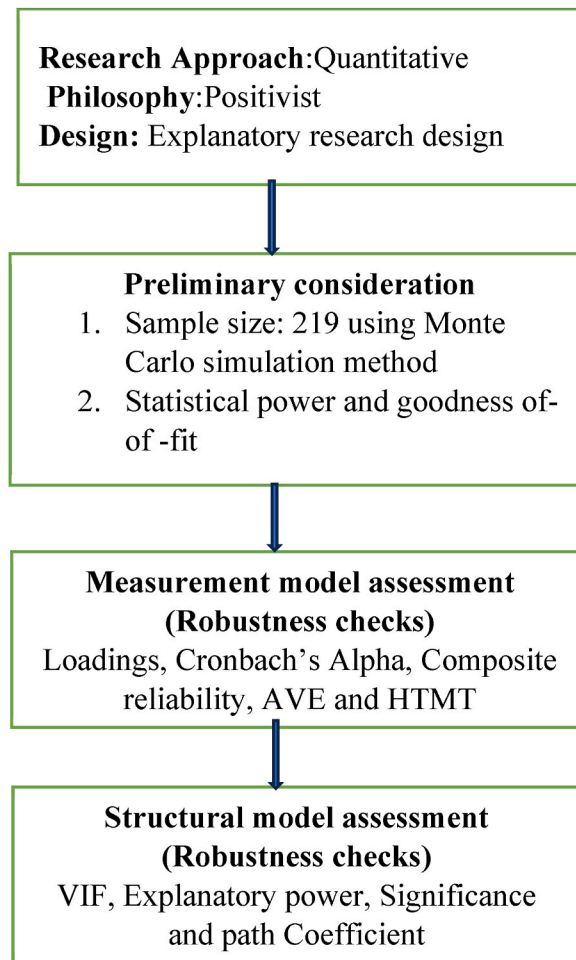 Research Approach:Quantitative
Philosophy:Positivist
Design: Explanatory research design
Preliminary consideration
1. Sample size: 219 using Monte
Carlo simulation method
2. Statistical power and goodness of-
of -fit
Measurement model assessment
(Robustness checks)
Loadings, Cronbach’s Alpha, Composite
reliability, AVE and HTMT
Structural model assessment
(Robustness checks)
VIF, Explanatory power, Significance
and path Coefficient